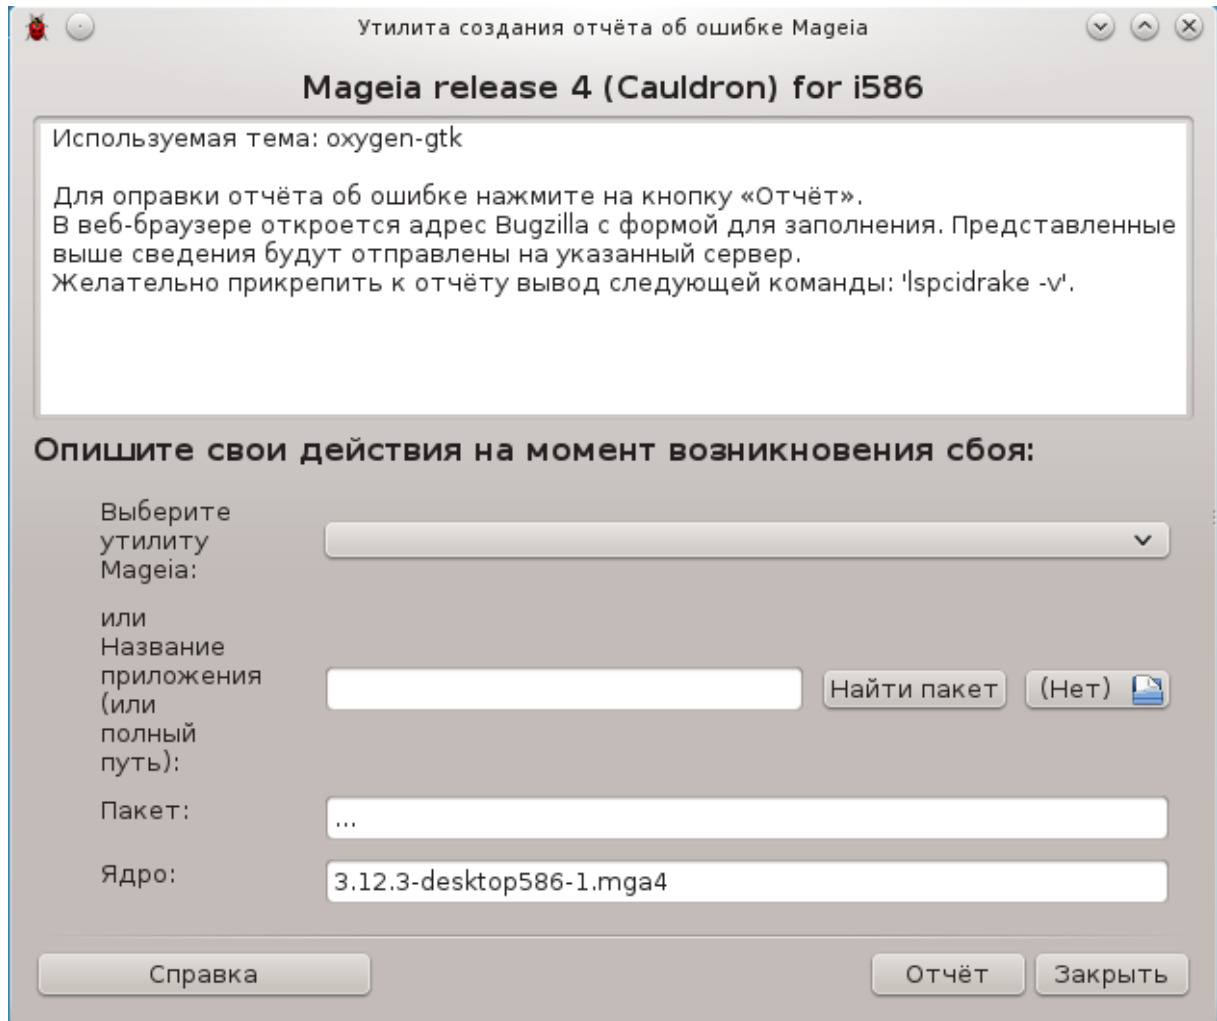 Утилита создания отчёта об ошибке Mageia
Mageia release 4 (Cauldron) for i586
Используемая тема: oxygen-gtk
Для оправки отчёта об ошибке нажмите на кнопку «Отчёт».
В веб-браузере откроется адрес Bugzilla с формой для заполнения. Представленные
выше сведения будут отправлены на указанный сервер.
Желательно прикрепить к отчёту вывод следующей команды: 'lspcidrake -v'.
Опишите свои действия на момент возникновения сбоя:
Выберите
утилиту
Mageia:
или
Название
приложения
(или
полный
путь):
Найти пакет
(Нет)
Пакет:
...
Ядро:
3.12.3-desktop586-1.mga4
Справка
Отчёт
Закрыть